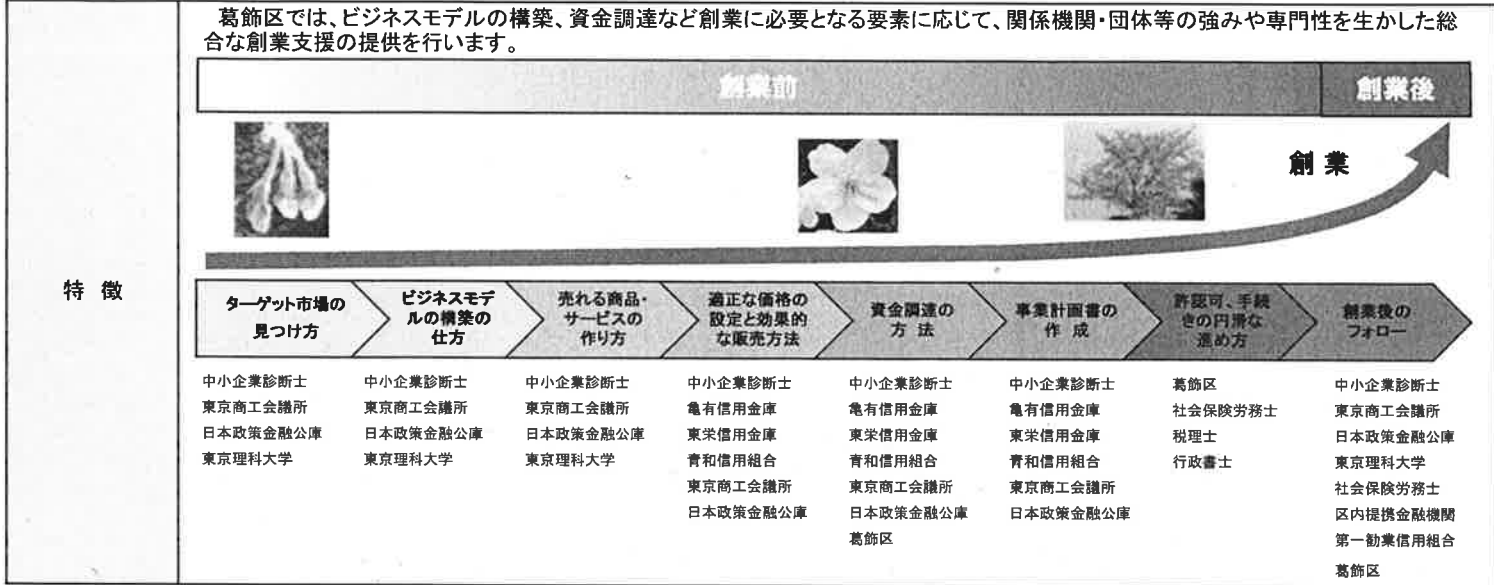 葛飾区では、ビジネスモデルの構築、資金調達など創業に必要となる要素に応じて、関係機関・団体等の強みや専門性を生かした総
合な創業支援の提供を行います。
創業前
創業後
創業
特徴
ターゲット市場の
見つけ方
ビジネスモデ
ルの構築の
仕方
売れる商品・
サービスの
作り方
適正な価格の
設定と効果的
な販売方法
資金調達の
方法
事業計画書の
作成
許認可、手続
きの円滑な
進め方
創業後の
フォロー
中小企業診断士
東京商工会議所
日本政策金融公庫
東京理科大学
中小企業診断士
東京商工会議所
日本政策金融公庫
東京理科大学
中小企業診断士
東京商工会議所
日本政策金融公庫
東京理科大学
中小企業診断士
亀有信用金庫
東栄信用金庫
青和信用組合
東京商工会議所
日本政策金融公庫
中小企業診断士
亀有信用金庫
東栄信用金庫
青和信用組合
東京商工会議所
日本政策金融公庫
葛飾区
中小企業診断士
亀有信用金庫
東栄信用金庫
青和信用組合
東京商工会議所
日本政策金融公庫
葛飾区
社会保険労務士
税理士
行政書士
中小企業診断士
東京商工会議所
日本政策金融公庫
東京理科大学
社会保険労務士
区内提携金融機関
第一勧業信用組合
葛飾区